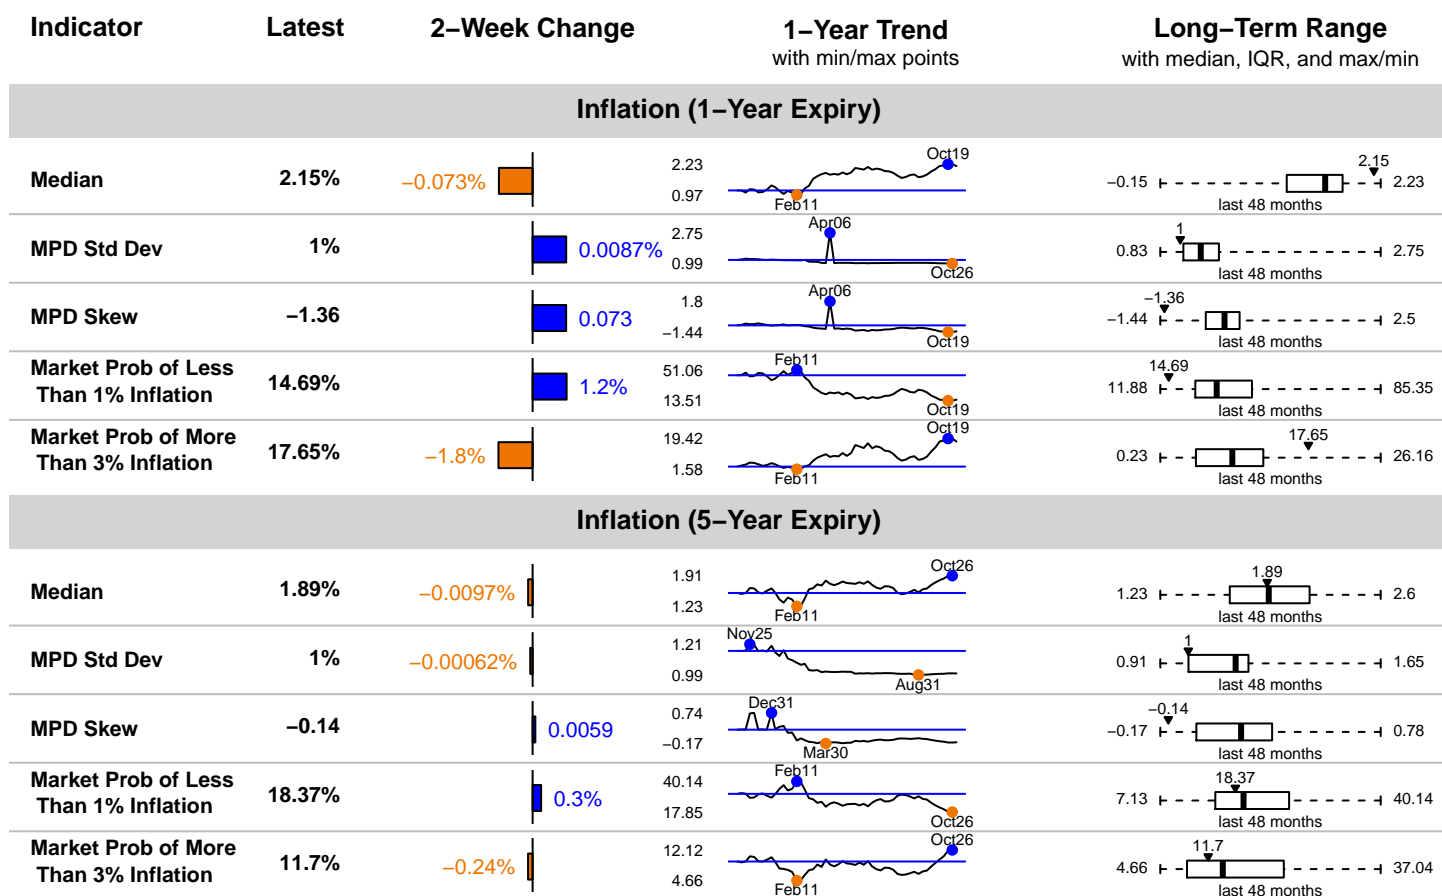 Indicator Latest 2−Week Change 1−Year Trend Long−Term Range
with min/max points with median, IQR, and max/min
Inflation (1−Year Expiry)
Median 2.15% −0.073% 2.23 0.97 Oct19 Feb11 −0.15 2.15 2.23
last 48 months
MPD Std Dev 1% 0.0087% 2.75 0.99 Apr06 Oct26 0.83 1 2.75
last 48 months
MPD Skew −1.36 0.073 1.8 −1.44 Apr06 Oct19 −1.44 −1.36 2.5
last 48 months
Market Prob of Less
Than 1% Inflation 14.69% 1.2% 51.06 13.51 Feb11 Oct19 11.88 14.69 85.35
last 48 months
Market Prob of More
Than 3% Inflation 17.65% −1.8% 19.42 1.58 Oct19 Feb11 0.23 17.65 26.16
last 48 months
Inflation (5−Year Expiry)
Median 1.89% −0.0097% 1.91 1.23 Oct26 Feb11 1.23 1.89 2.6
last 48 months
MPD Std Dev 1% −0.00062% 1.21 0.99 Nov25 Aug31 0.91 1 1.65
last 48 months
MPD Skew −0.14 0.0059 0.74 −0.17 Dec31 Mar30 −0.17 −0.14 0.78
last 48 months
Market Prob of Less
Than 1% Inflation 18.37% 0.3% 40.14 17.85 Feb11 Oct26 7.13 18.37 40.14
last 48 months
Market Prob of More
Than 3% Inflation 11.7% −0.24% 12.12 4.66 Oct26 Feb11 4.66 11.7 37.04
last 48 months